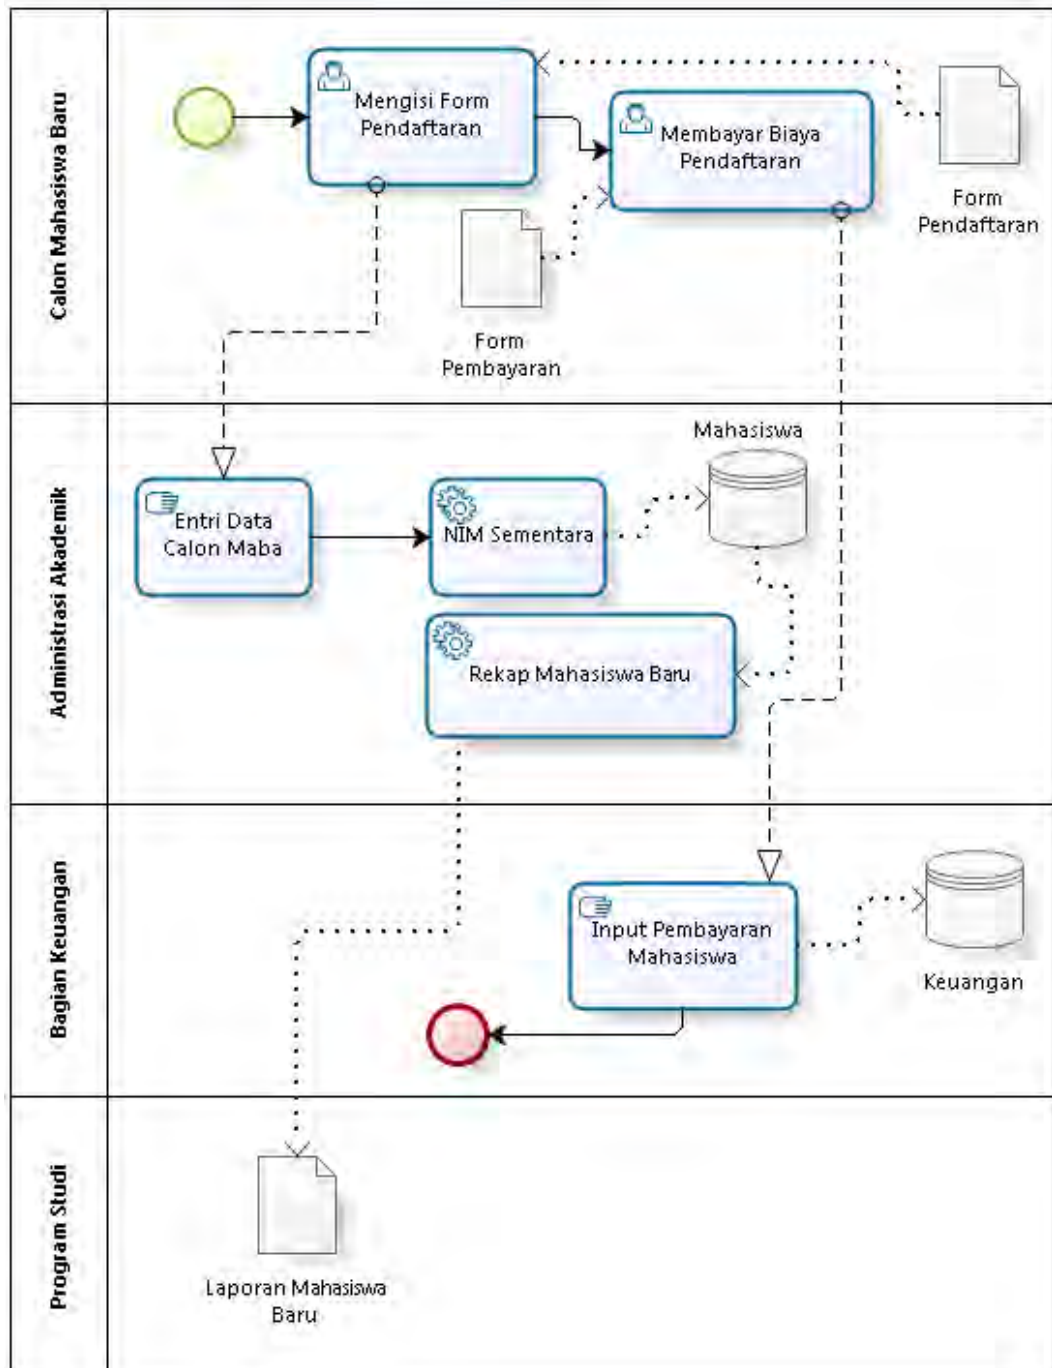 Calon Mahasiswa Baru
Mengisi Form
Pendaftaran
Membayar Biaya
Pendaftaran
Form
Pendaftaran
Form
Pembayaran
Administrasi Akademik
Mahasiswa
Entri Data
Calon Maba
NIM Sementara
Rekap Mahasiswa Baru
Bagian Keuangan
Input Pembayaran
Mahasiswa
Keuangan
Program Studi
Laporan Mahasiswa
Baru